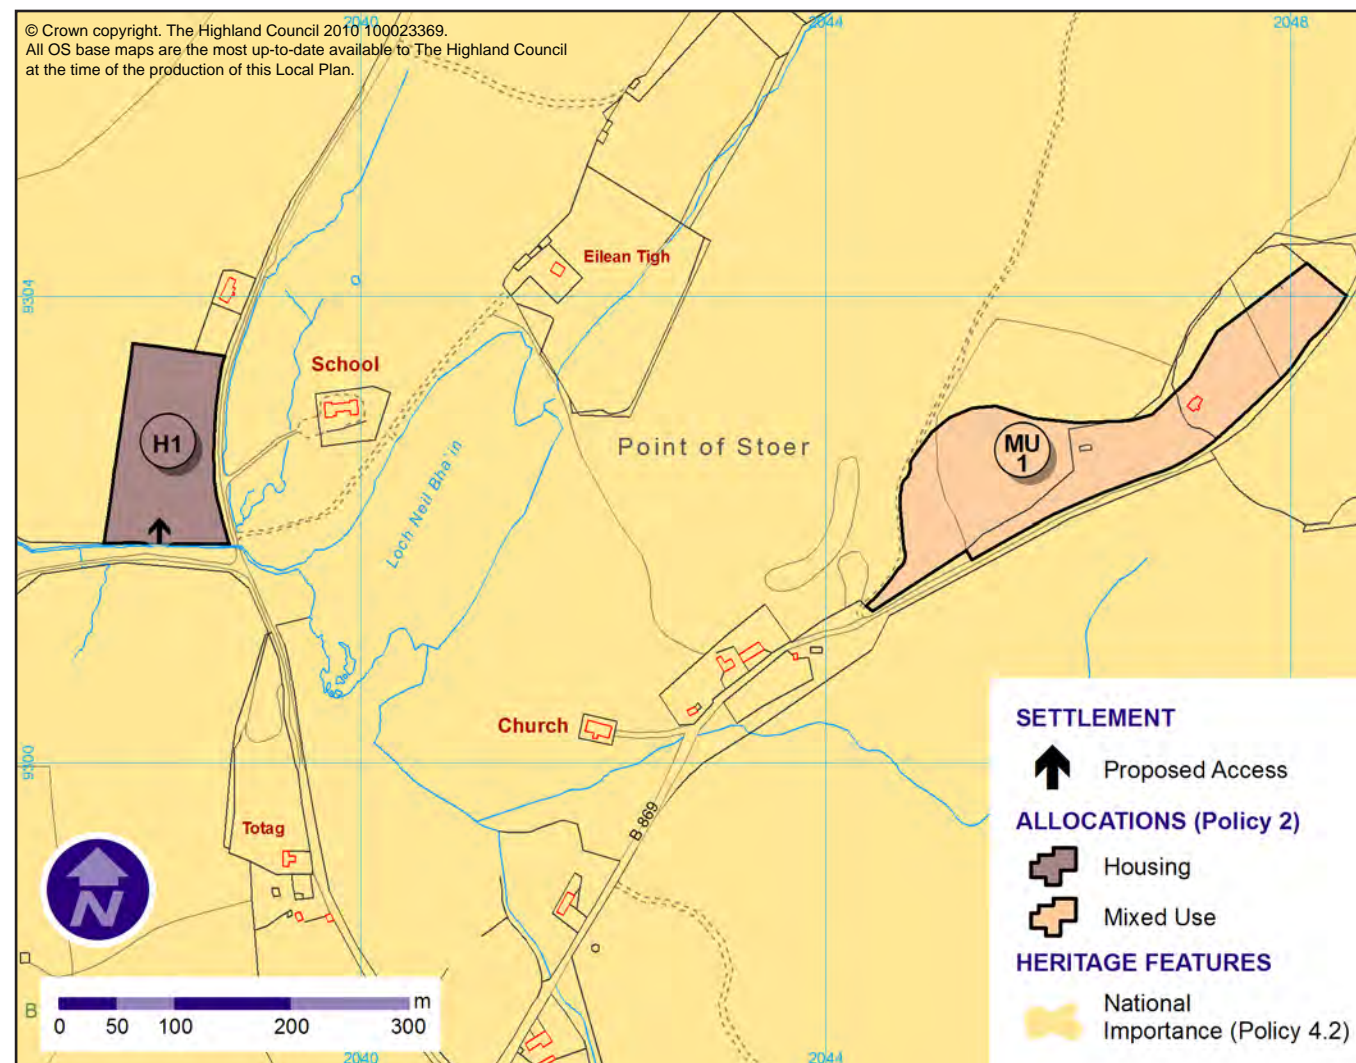 © Crown copyright. The Highland Council 2010 100023369.
All OS base maps are the most up-to-date available to The Highland Council
at the time of the production of this Local Plan.
2040
2044
2048
Eilean Tigh
9304
School
H1
Point of Stoer
MU
1
Loch Neil Bha'in
Church
9300
B 869
Totag
N
B
m
0 50 100 200 300
2040
2044
SETTLEMENT
Proposed Access
ALLOCATIONS (Policy 2)
Housing
Mixed Use
HERITAGE FEATURES
National
Importance (Policy 4.2)